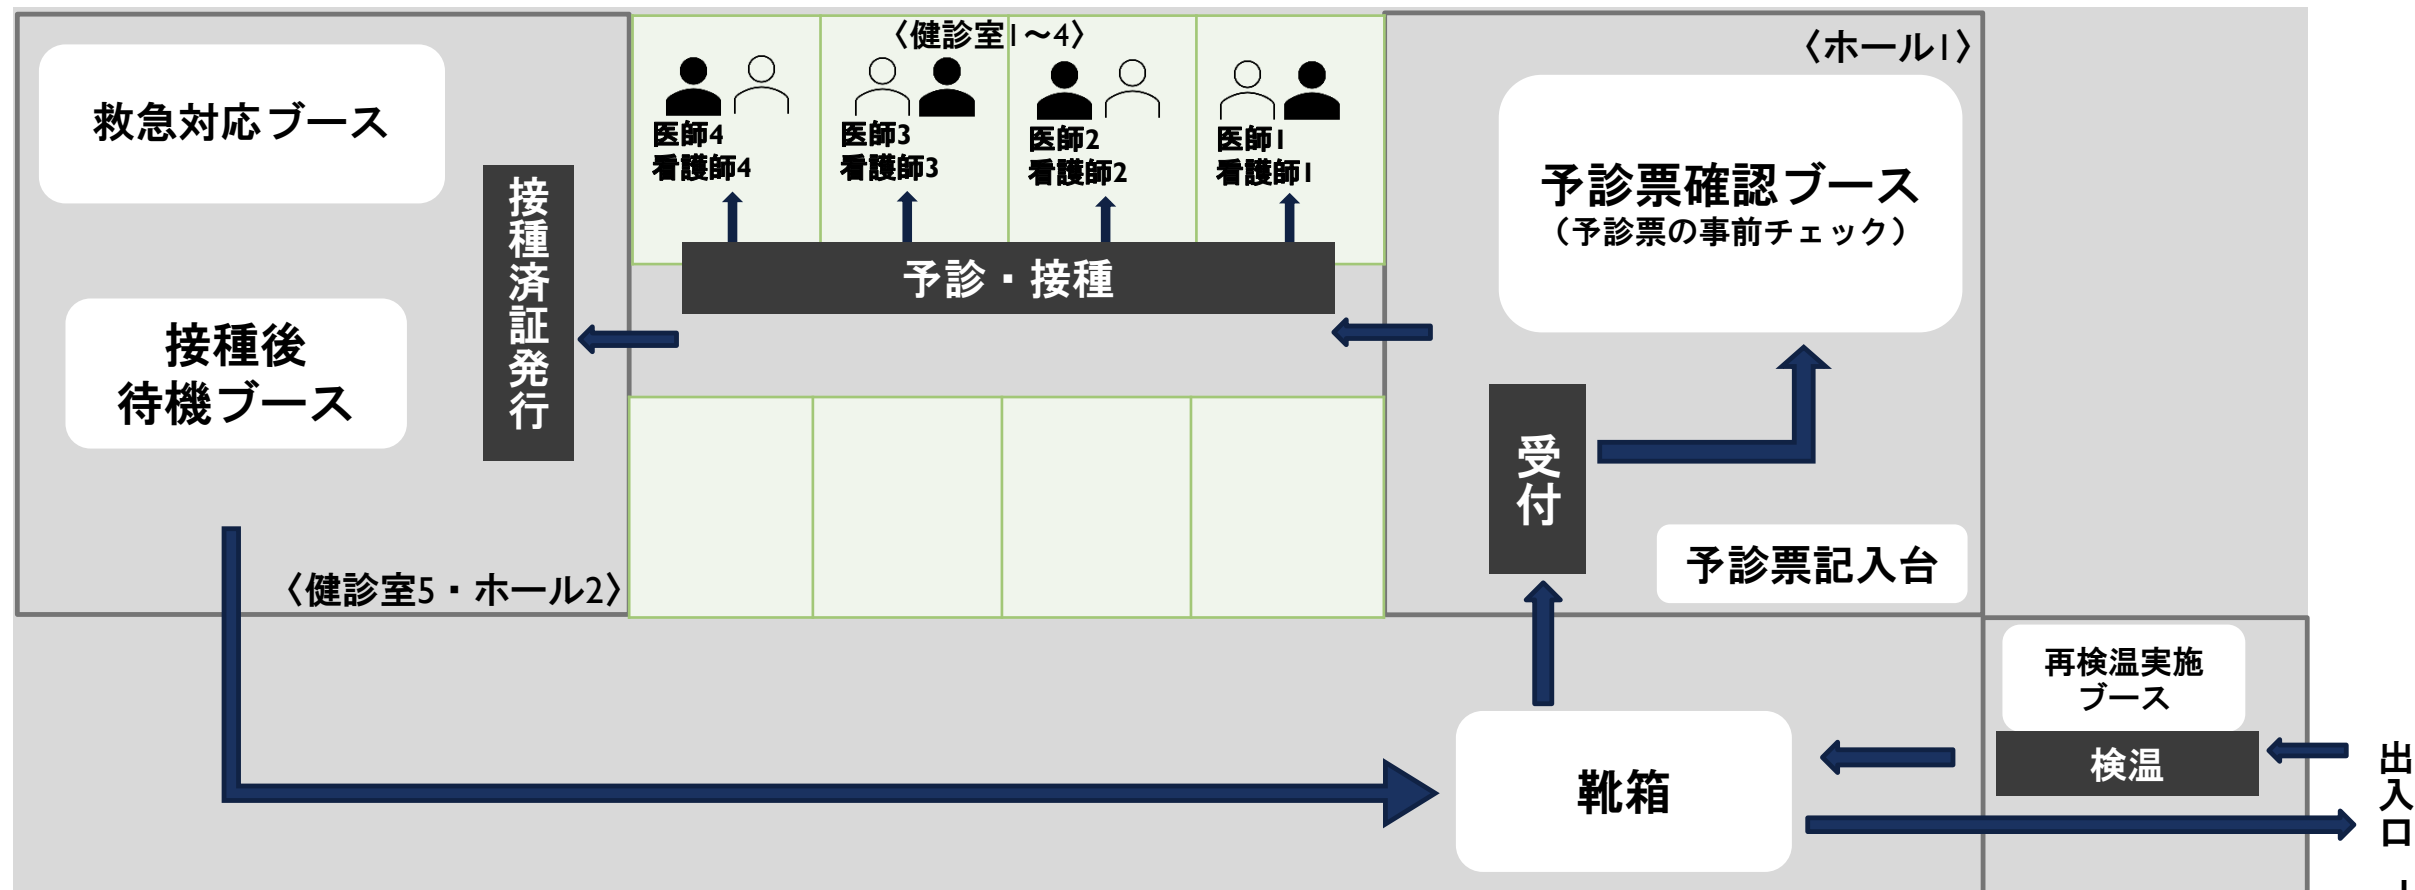 〈健診室1～4〉
〈ホール1〉
救急対応ブース
医師4
看護師4
医師3
看護師3
医師2
看護師2
医師1
看護師1
予診票確認ブース
（予診票の事前チェック）
接種済証発行
予診・接種
接種後
待機ブース
受付
予診票記入台
〈健診室5・ホール2〉
再検温実施
ブース
検温
靴箱
出入口